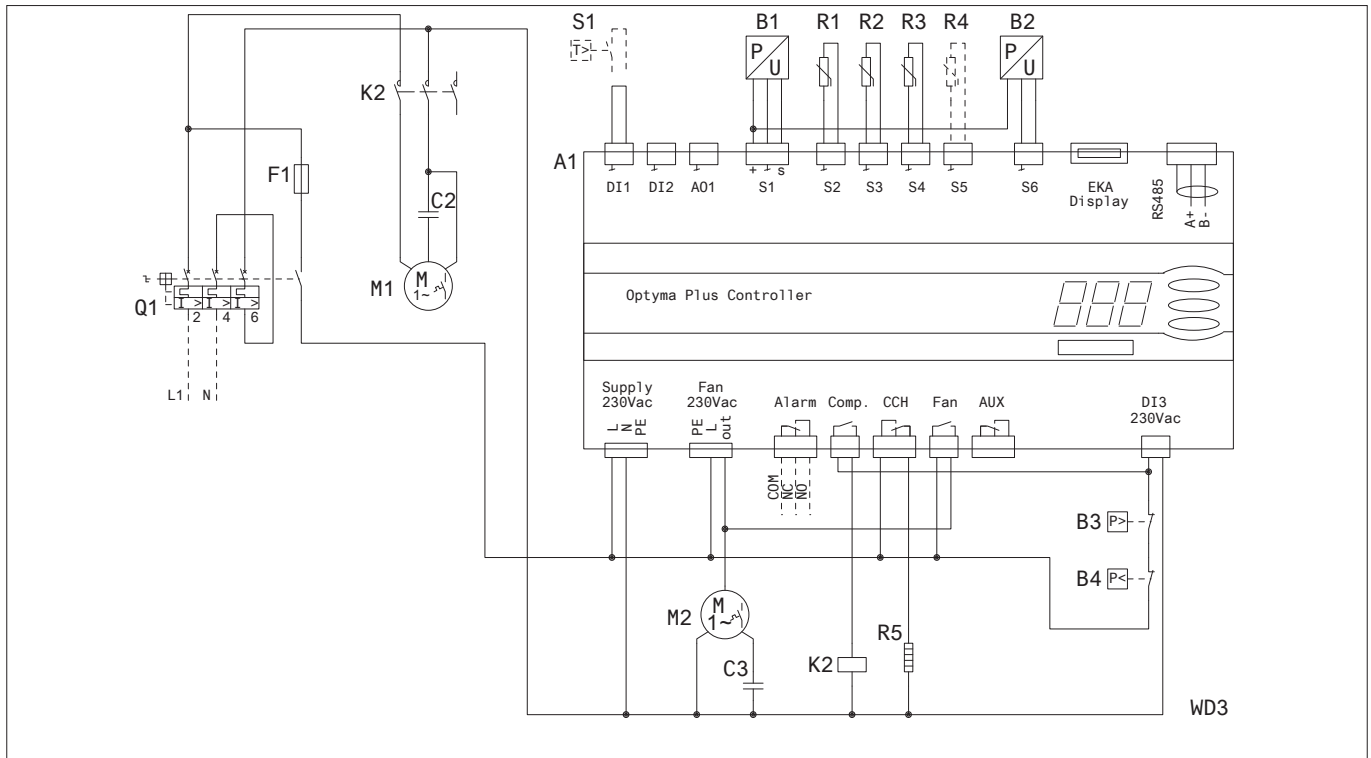 S1 B1 R1 R2 R3 R4 B2
T> P U P U
K2
A1
DI1 DI2 AO1 + - s S1 S2 S3 S4 S5 S6 EKA Display RS485 A+ B-
F1
C2
M1 M 1~
Q1 I > I > I >
2 4 6
L1 N
Optyma Plus Controller
Supply 230Vac
L N PE
Fan 230Vac
PE L out
Alarm Comp. CCH Fan AUX
DI3 230Vac
COM NC NO
B3 P>
B4 P<
M2 M 1~
C3
K2
R5
WD3